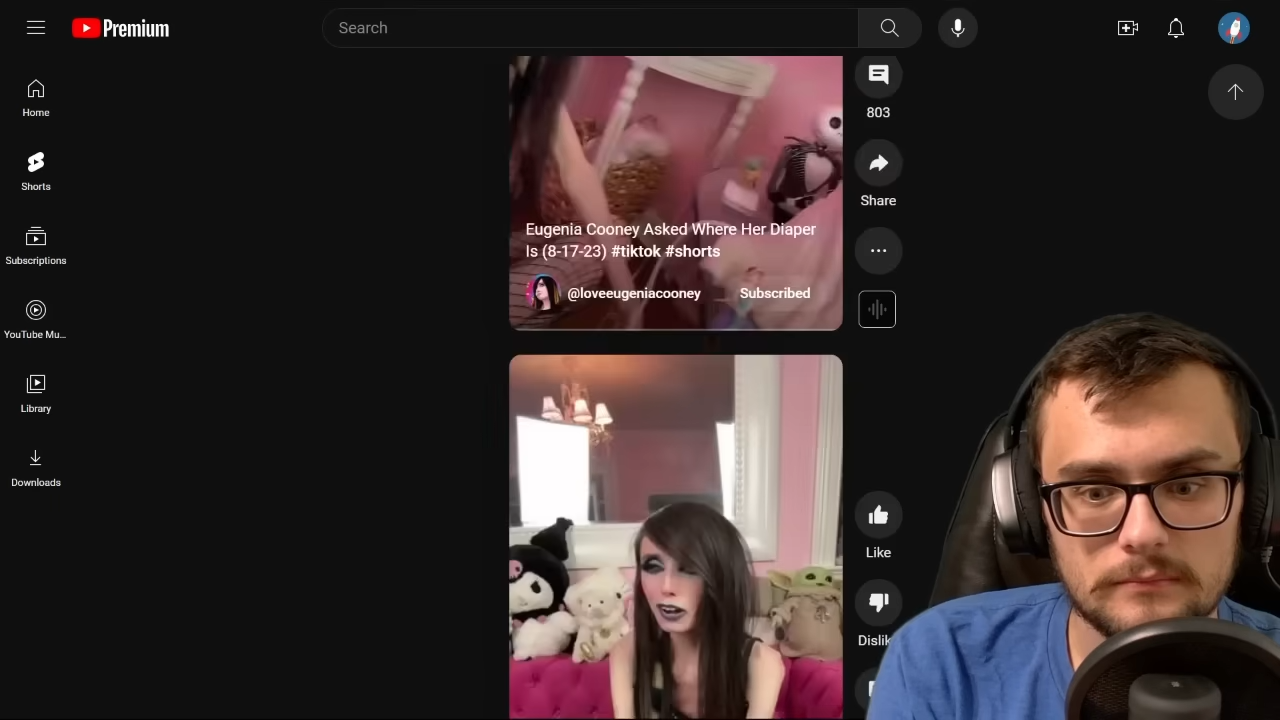 Premium
Search
Home
Shorts
Subscriptions
YouTube Mu...
Library
Downloads
803
Share
Eugenia Cooney Asked Where Her Diaper
Is (8-17-23) #tiktok #shorts
@loveeugeniacooney
Subscribed
Like
Dislik